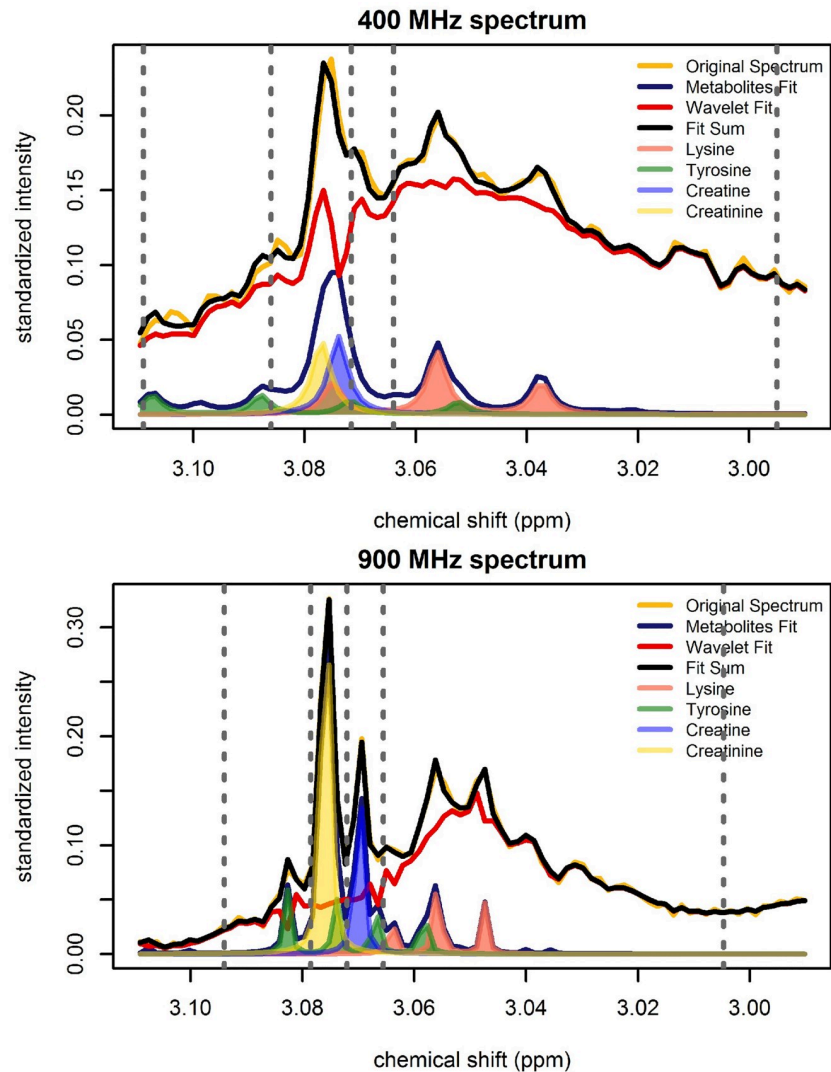 400 MHz spectrum
standardized intensity
0.00
0.05
0.10
0.15
0.20
Original Spectrum
Metabolites Fit
Wavelet Fit
Fit Sum
Lysine
Tyrosine
Creatine
Creatinine
3.10 3.08 3.06 3.04 3.02 3.00
chemical shift (ppm)
900 MHz spectrum
standardized intensity
0.00
0.10
0.20
0.30
Original Spectrum
Metabolites Fit
Wavelet Fit
Fit Sum
Lysine
Tyrosine
Creatine
Creatinine
3.10 3.08 3.06 3.04 3.02 3.00
chemical shift (ppm)